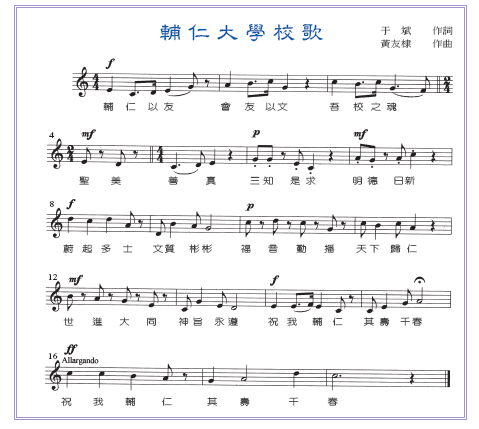 輔仁大學校歌
于斌 作詞
黃友棣 作曲
f
輔仁以友 會友以文 吾校之魂
4 mf p mf
聖美 善真 三知是求 明德日新
8 f p
蔚起多士 文質彬彬 福音勤播 天下歸仁
12 mf f
世進大同 神旨永遵 祝我輔仁 其壽千春
16 ff
Allargando
祝我輔仁 其壽千春